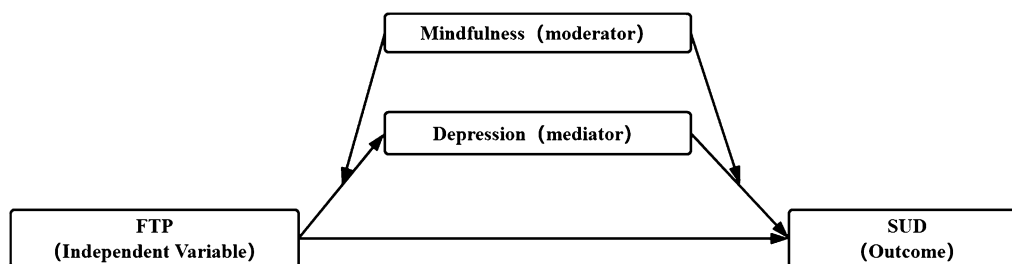 Mindfulness（moderator）
Depression（mediator）
FTP
（Independent Variable）
SUD
（Outcome）